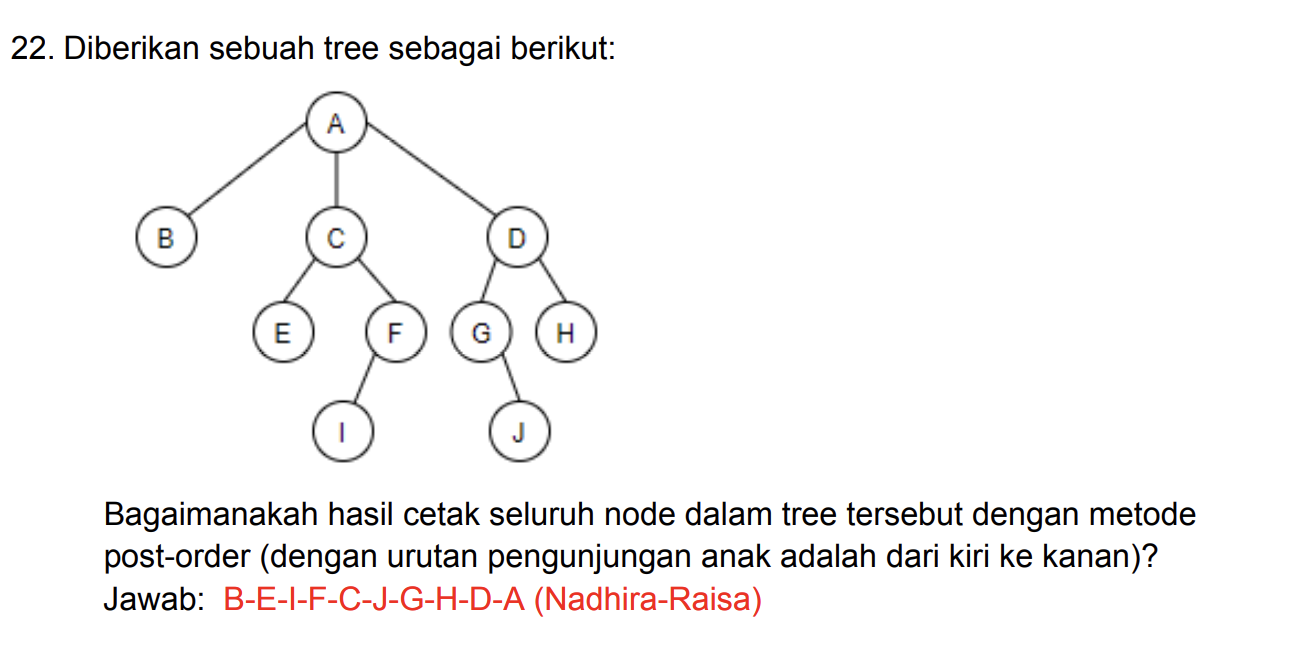 22. Diberikan sebuah tree sebagai berikut:
A
B C D
E F G H
I J
Bagaimanakah hasil cetak seluruh node dalam tree tersebut dengan metode
post-order (dengan urutan pengunjungan anak adalah dari kiri ke kanan)?
Jawab: B-E-I-F-C-J-G-H-D-A (Nadhira-Raisa)